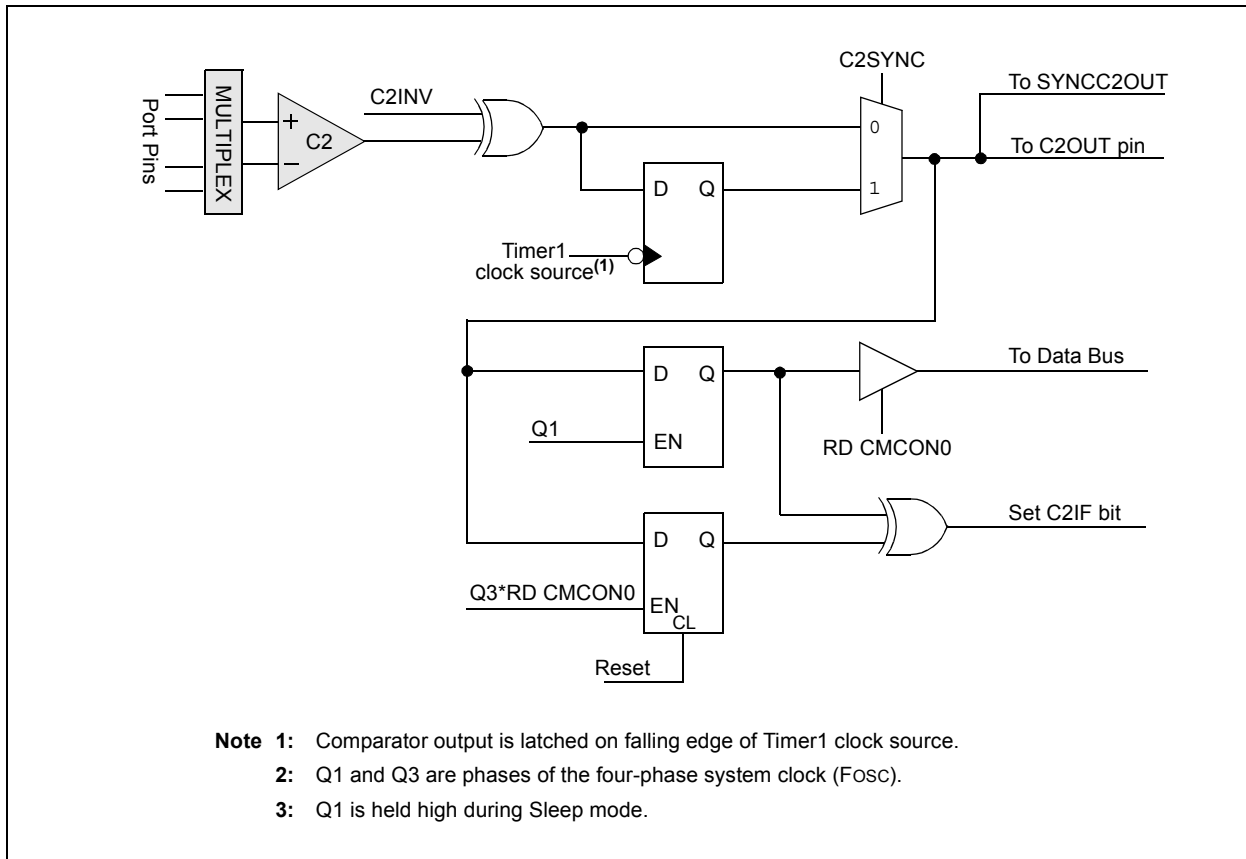 C2SYNC
Port Pins
MULTIPLEX
+
–
C2
C2INV
0
1
To SYNCC2OUT
To C2OUT pin
D Q
Timer1
clock source(1)
D Q
EN
Q1
To Data Bus
RD CMCON0
Set C2IF bit
D Q
Q3*RD CMCON0
EN
CL
Reset
Note 1: Comparator output is latched on falling edge of Timer1 clock source.
2: Q1 and Q3 are phases of the four-phase system clock (FOSC).
3: Q1 is held high during Sleep mode.